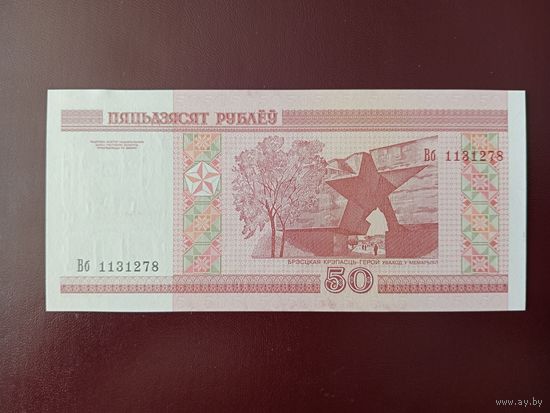 ПЯЦЬДЗЯСЯТ РУБЛЁЎ
Вб 1131278
БРЭСЦКАЯ КРЭПАСЦЬ-ГЕРОЙ УВАХОД У МЕМАРЫЯЛ
Вб 1131278
50
www.ay.by